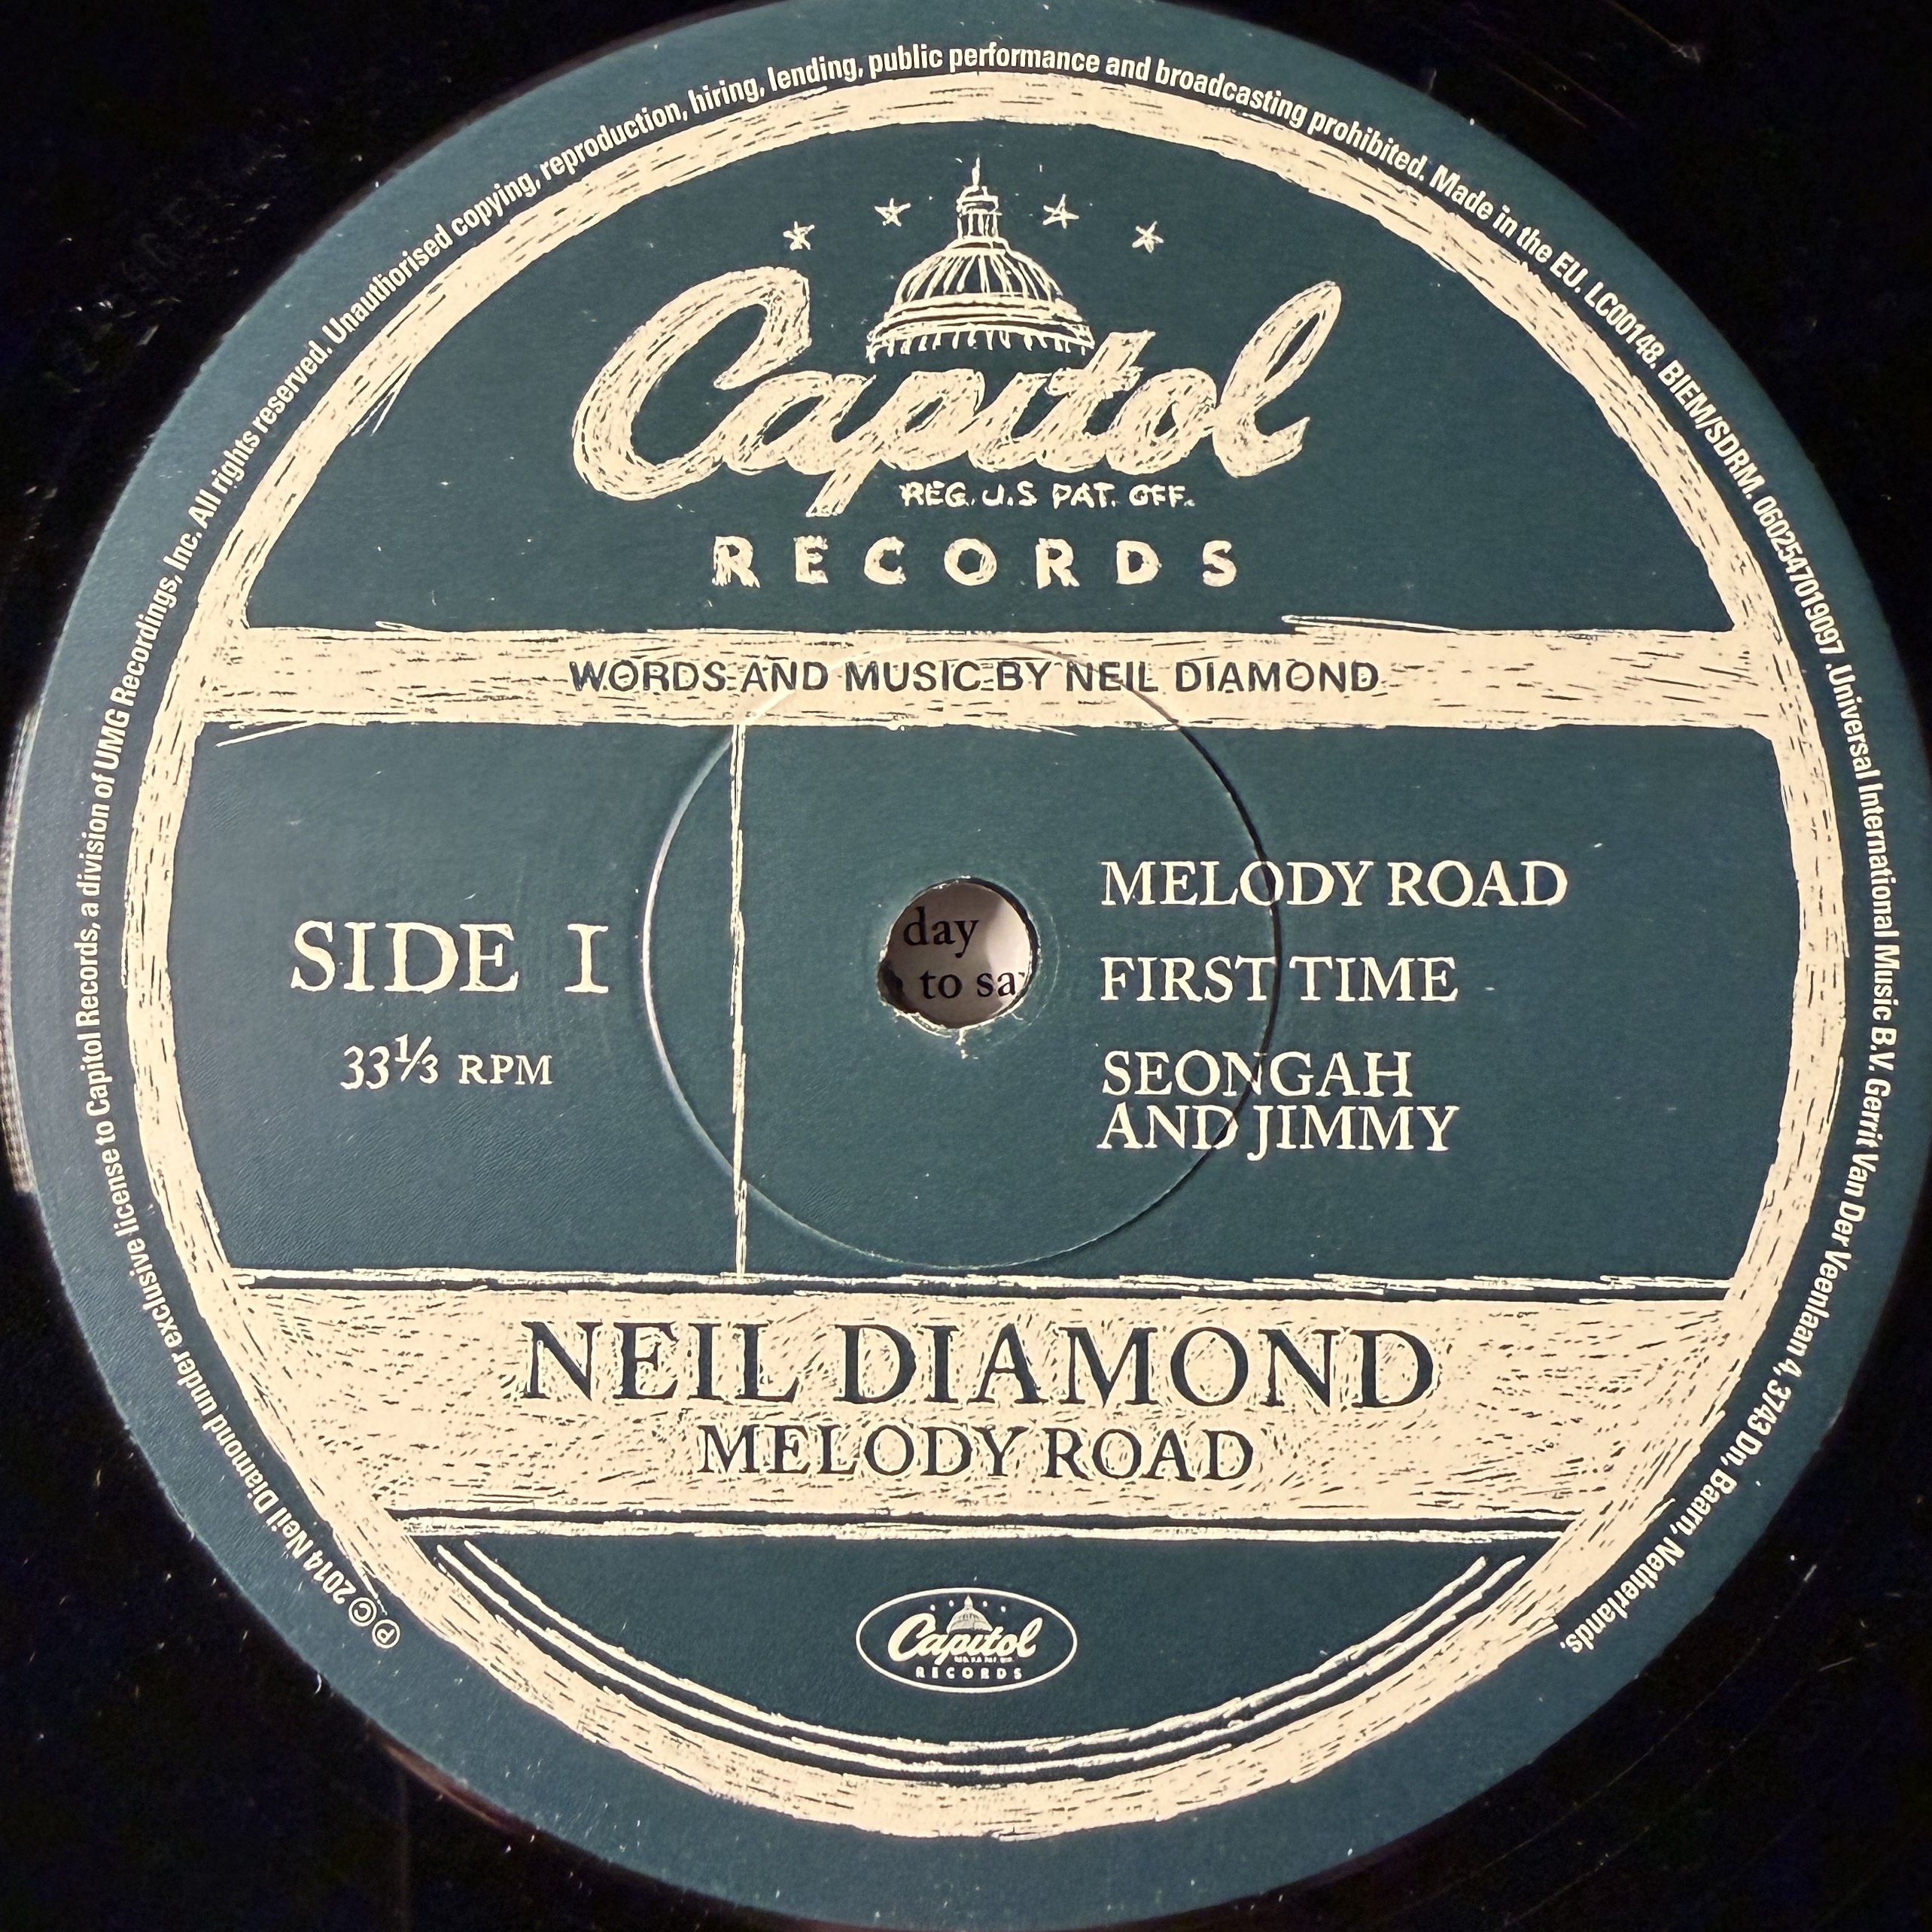 ℗© 2014 Neil Diamond under exclusive license to Capitol Records, a division of UMG Recordings, Inc. All rights reserved. Unauthorised copying, reproduction, hiring, lending, public performance and broadcasting prohibited. Made in the EU. LC00148. BIEM/SDRM. 0602547019097. Universal International Music B.V. Gerrit Van Der Veenlaan 4, 3743 Dn, Baarn, Netherlands.
Capitol
REG. U.S PAT. OFF.
RECORDS
WORDS AND MUSIC BY NEIL DIAMOND
SIDE 1
33⅓ RPM
day
to sa
MELODY ROAD
FIRST TIME
SEONGAH
AND JIMMY
NEIL DIAMOND
MELODY ROAD
Capitol
RECORDS